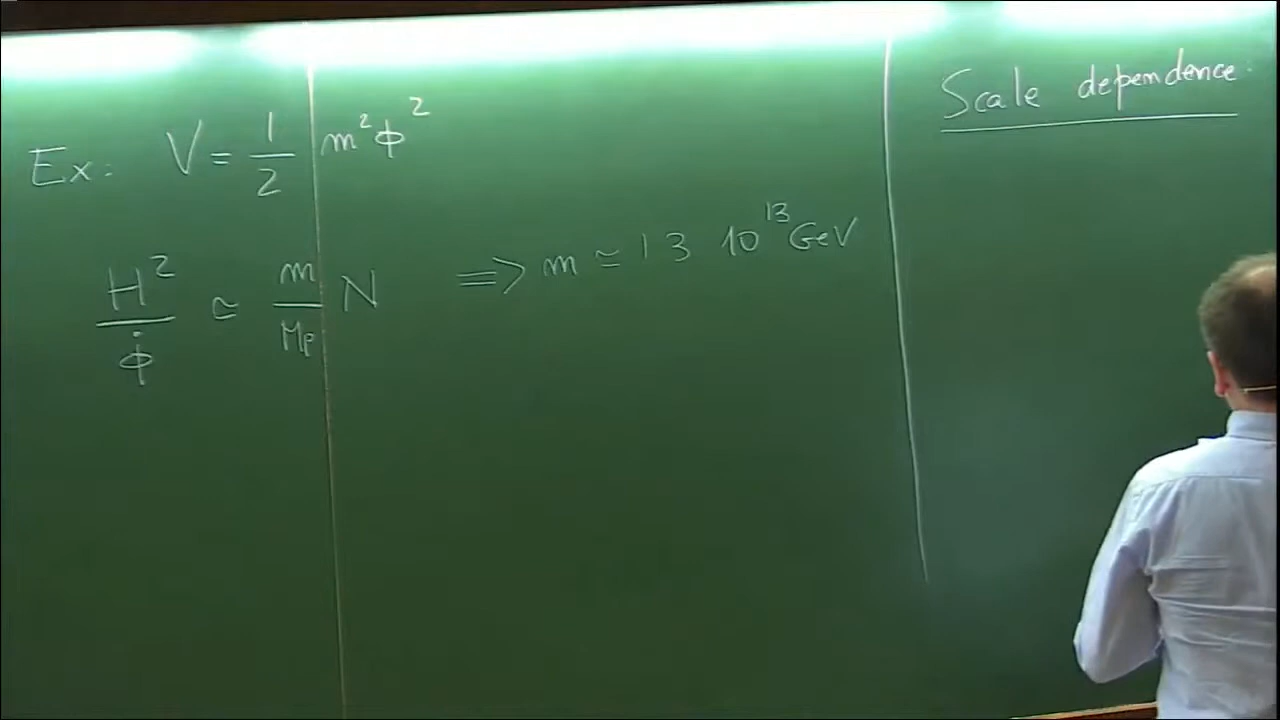 Ex: V = 1/2 m²ϕ²
H²/ϕ̇ ≃ m/Mp N => m ≃ 1 3 10¹³ GeV
Scale dependence